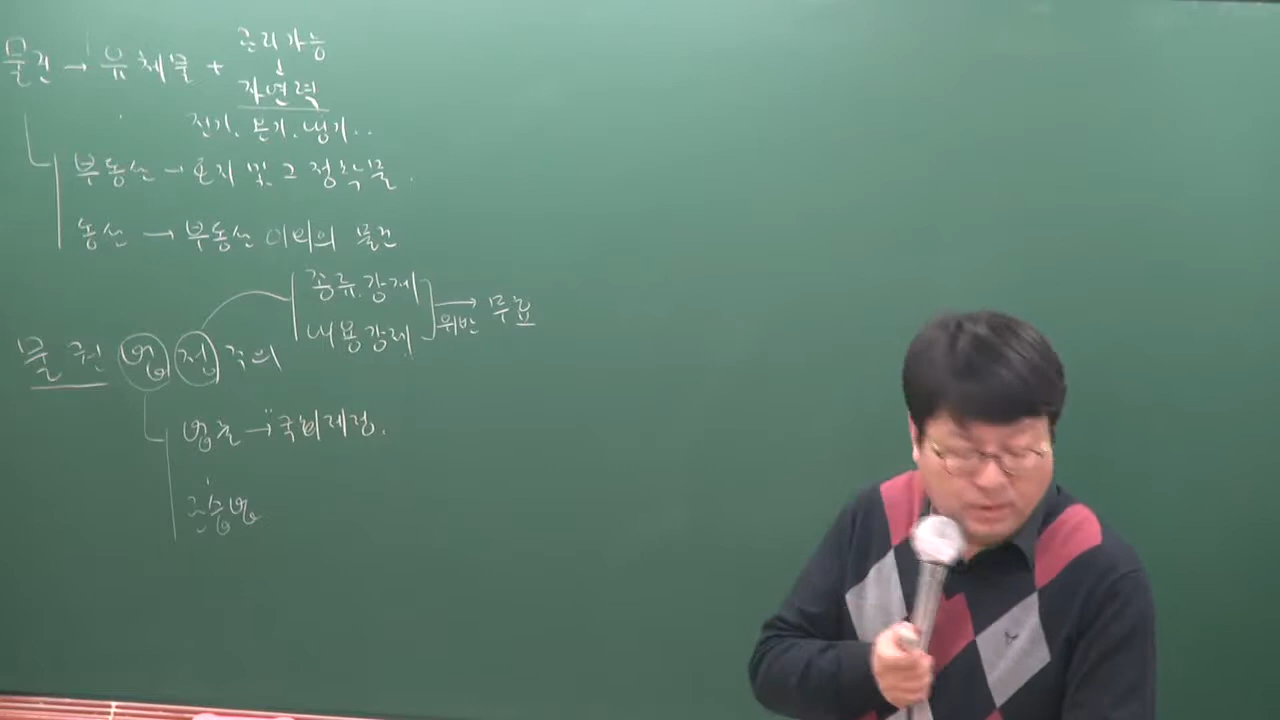 물건 → 유체물 + 관리가능
↓
자연력
전기. 온기. 냉기..
부동산 → 토지 및 그 정착물.
동산 → 부동산 이외의 물건
종류강제
내용강제
위반 → 무효
물권 법정주의
법률 → 국회제정.
관습법